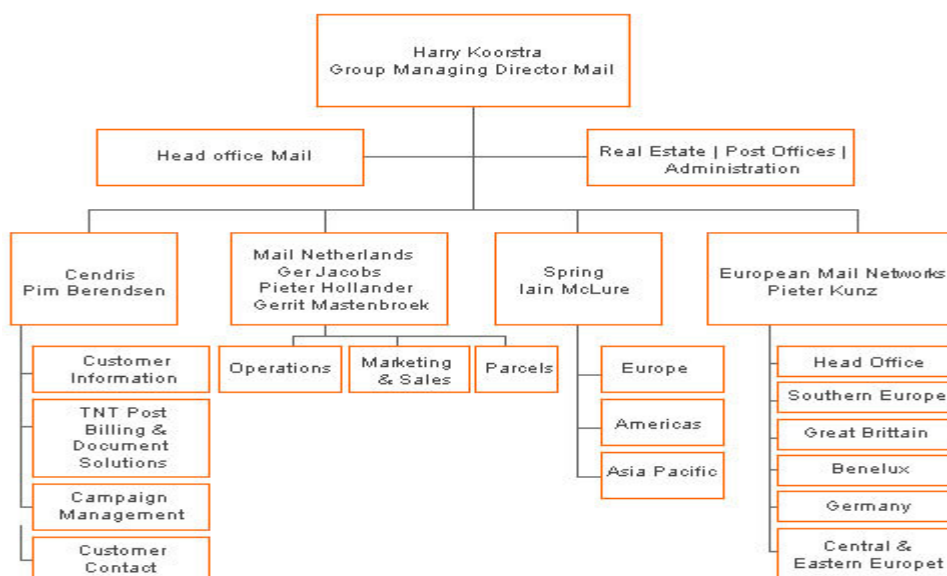 Harry Koorstra
Group Managing Director Mail
Head office Mail
Real Estate | Post Offices |
Administration
Cendris
Pim Berendsen
Mail Netherlands
Ger Jacobs
Pieter Hollander
Gerrit Mastenbroek
Spring
Iain McLure
European Mail Networks
Pieter Kunz
Customer
Information
TNT Post
Billing &
Document
Solutions
Campaign
Management
Customer
Contact
Operations
Marketing
& Sales
Parcels
Europe
Americas
Asia Pacific
Head Office
Southern Europe
Great Brittain
Benelux
Germany
Central &
Eastern Europet